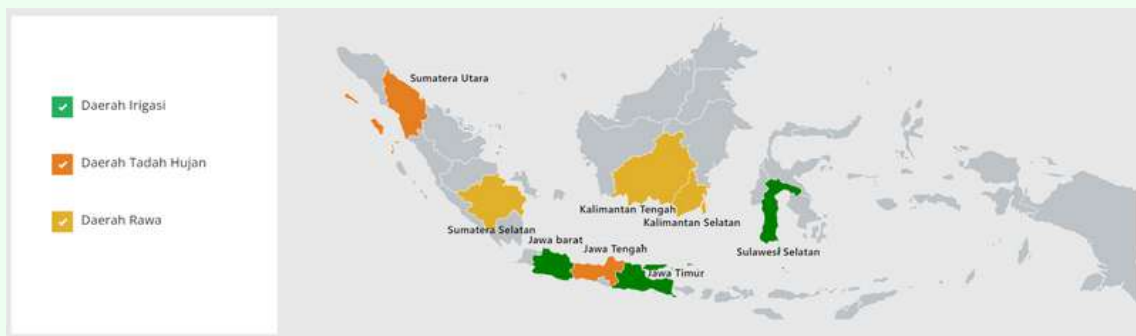 Daerah Irigasi
Daerah Tadah Hujan
Daerah Rawa
Sumatera Utara
Kalimantan Tengah
Kalimantan Selatan
Sumatera Selatan
Jawa barat
Jawa Tengah
Jawa Timur
Sulawesi Selatan